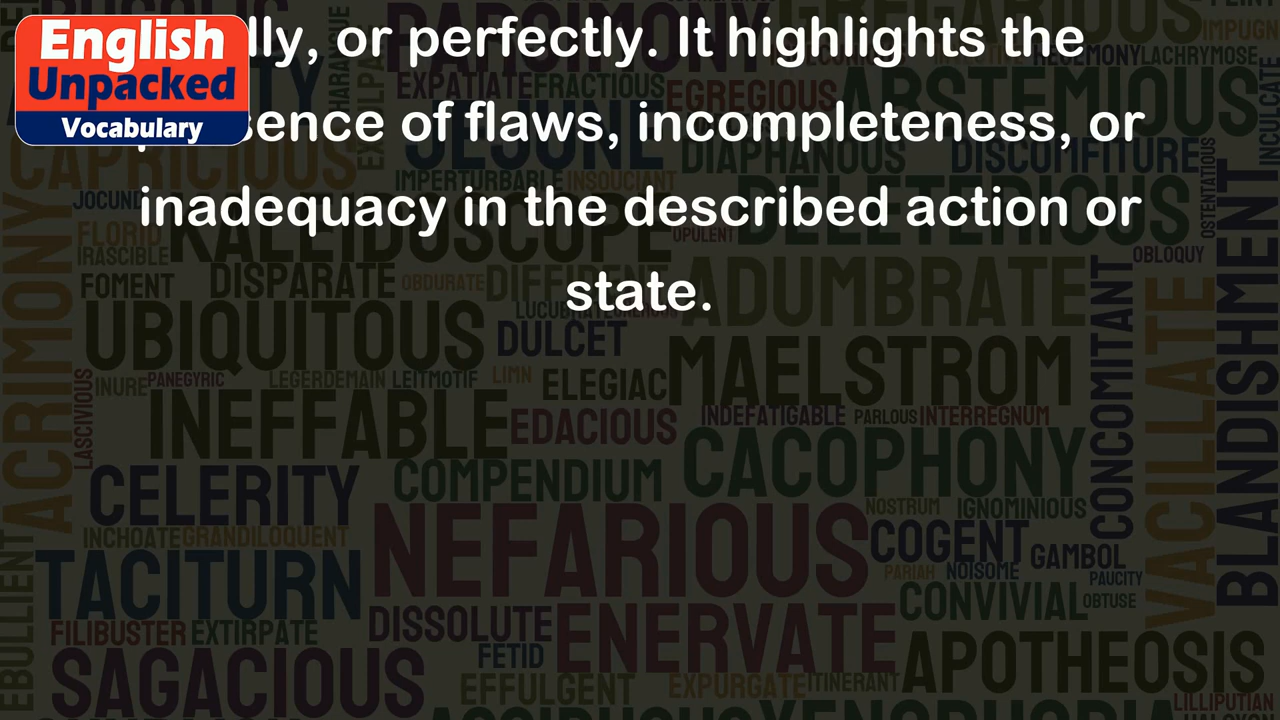 English
Unpacked
Vocabulary
or perfectly. It highlights the
of flaws, incompleteness, or
inadequacy in the described action or
state.
IMPUGN
HEGEMONY LACHRYMOSE
EXPATIATE FRACTIOUS
EGREGIOUS ABSTEMIOUS
INCULCATE
CAPRICIOUS JEJUNE DIAPHANOUS DISCOMFITURE
IMPERTURBABLE INSOUCIANT
OSTENTATIOUS
JOCUND KALEIDOSCOPE DELETERIOUS
FLORID OPULENT
IRASCIBLE OBLOQUY
FOMENT DISPARATE OBDURATE DIFFIDENT ADUMBRATE
LUCUBRATE
UBIQUITOUS DULCET
ACRIMONY
CONCOMITANT VACILLATE BLANDISHMENT
LASCIVIOUS
INURE PANEGYRIC LEGERDEMAIN LEITMOTIF LIMN ELEGIAC MAELSTROM
INEFFABLE EDACIOUS INDEFATIGABLE PARLOUS INTERREGNUM
CELERITY COMPENDIUM CACOPHONY
NOSTRUM IGNOMINIOUS
INCHOATE GRANDILOQUENT NEFARIOUS COGENT GAMBOL
TACITURN PARIAH NOISOME PAUCITY
EBULLIENT
CONVIVIAL OBTUSE
FILIBUSTER EXTIRPATE DISSOLUTE ENERVATE
FETID APOTHEOSIS
SAGACIOUS EFFULGENT EXPURGATE ITINERANT
LILLIPUTIAN